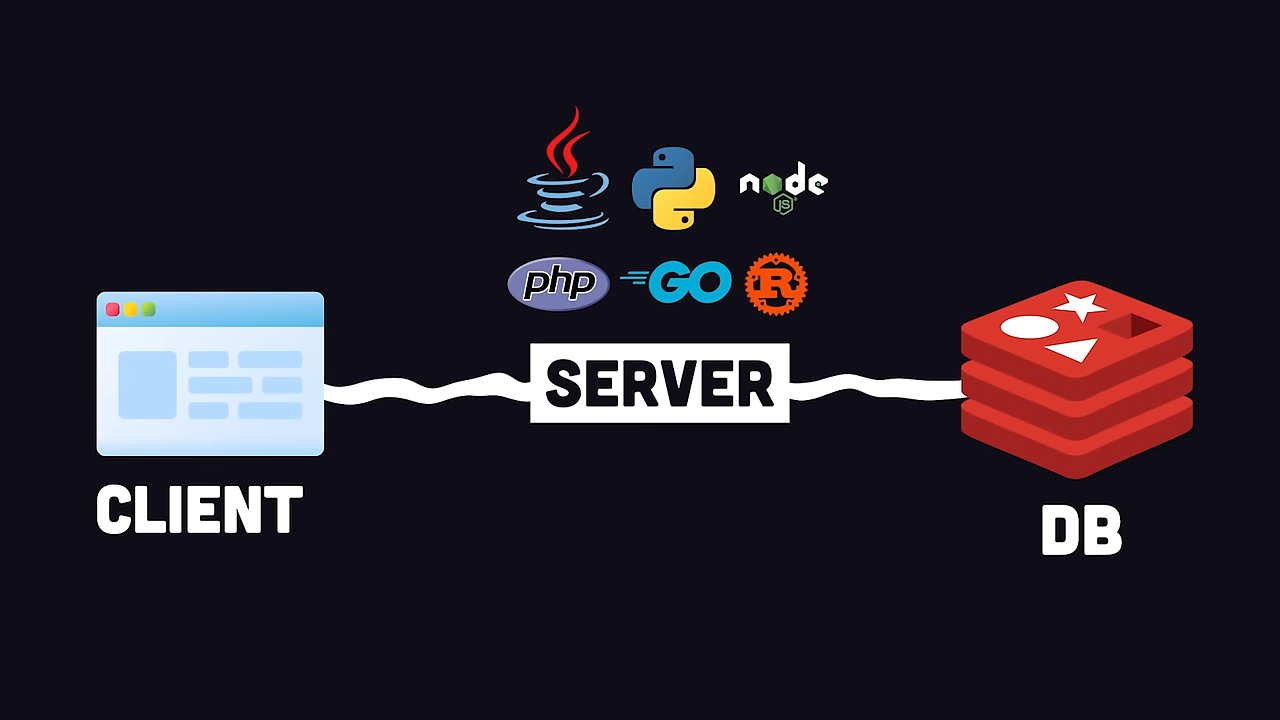 node
JS
php
GO
R
SERVER
CLIENT
DB